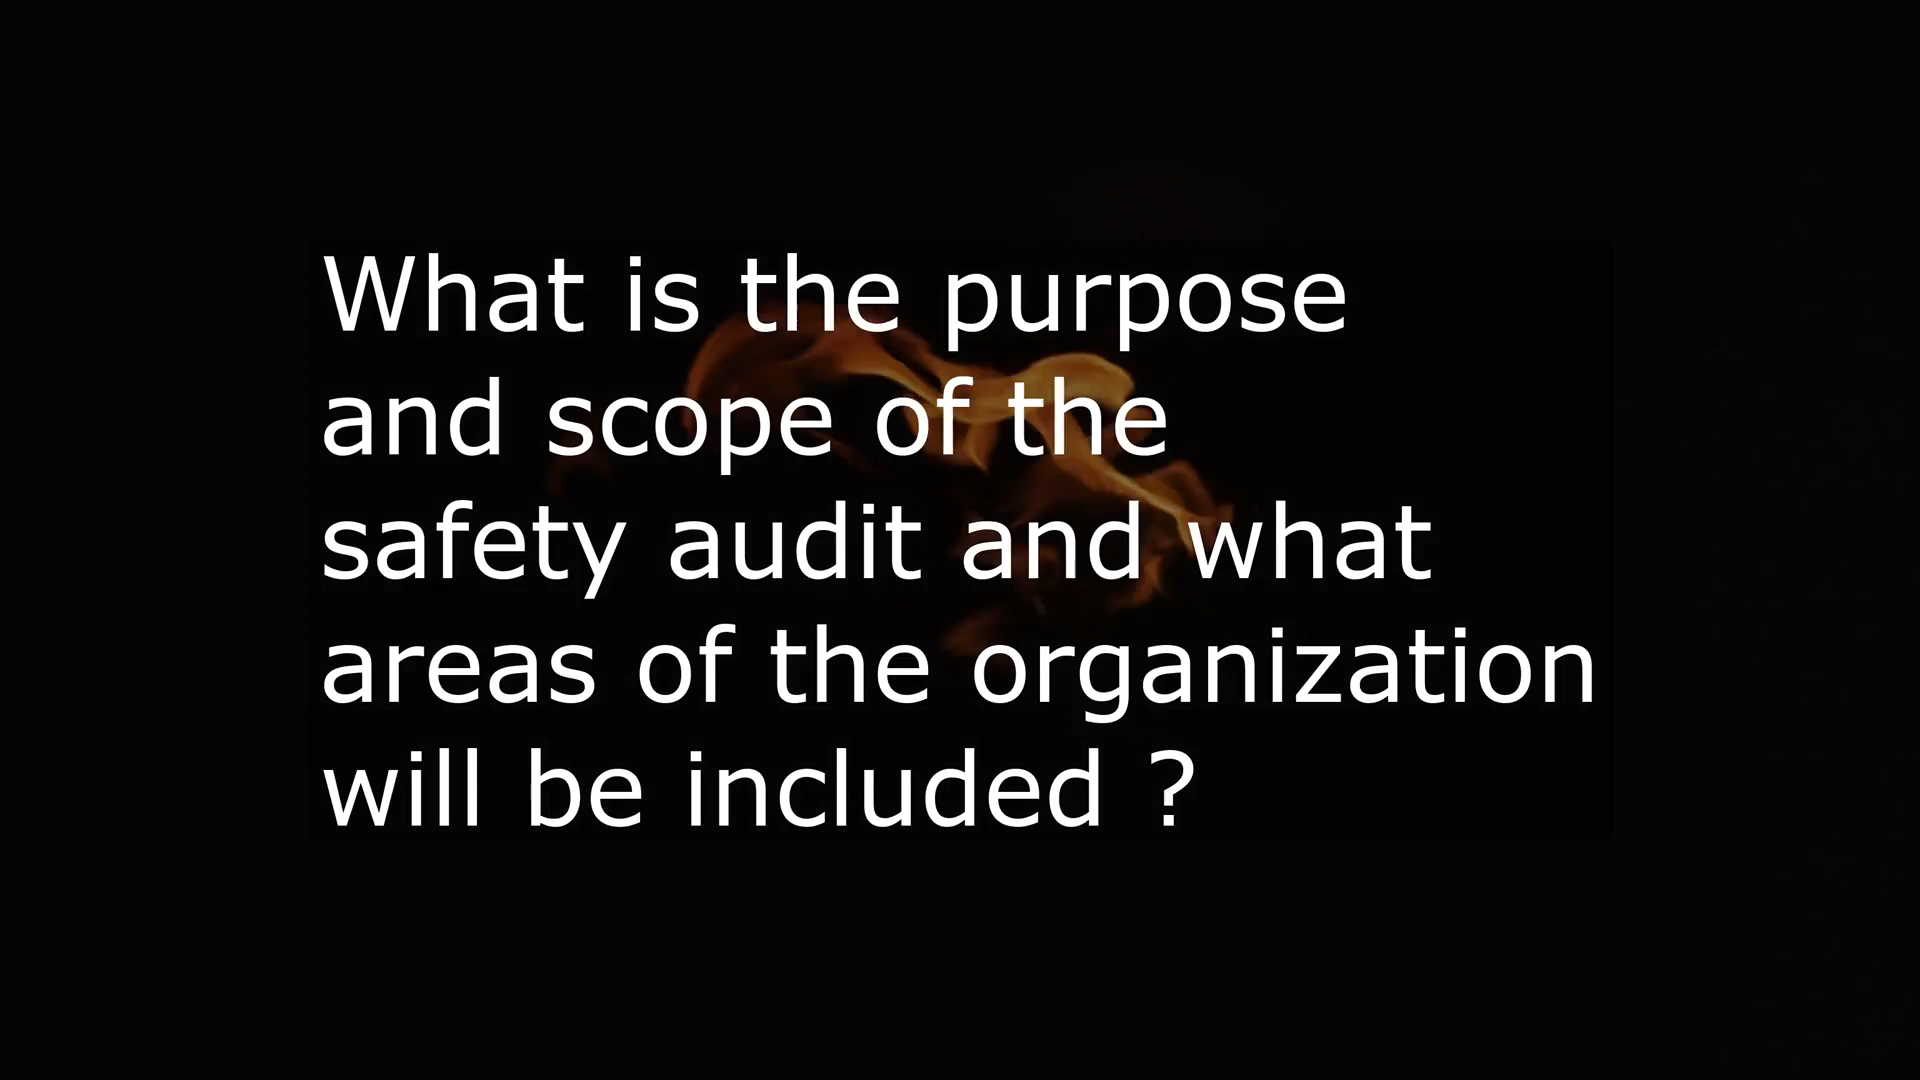 What is the purpose
and scope of the
safety audit and what
areas of the organization
will be included ?